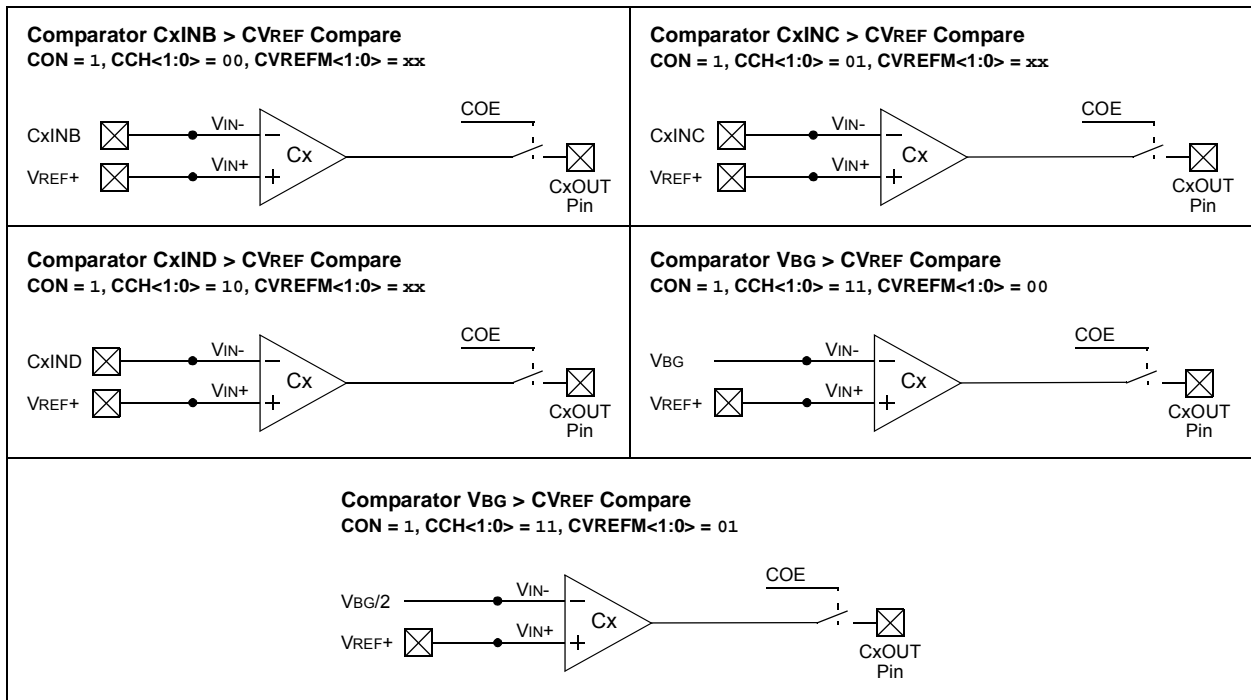 Comparator CxINB > CVREF Compare
CON = 1, CCH<1:0> = 00, CVREFM<1:0> = xx
COE
CxINB
VIN-
Cx
VREF+
VIN+
CxOUT
Pin
Comparator CxINC > CVREF Compare
CON = 1, CCH<1:0> = 01, CVREFM<1:0> = xx
COE
CxINC
VIN-
Cx
VREF+
VIN+
CxOUT
Pin
Comparator CxIND > CVREF Compare
CON = 1, CCH<1:0> = 10, CVREFM<1:0> = xx
COE
CxIND
VIN-
Cx
VREF+
VIN+
CxOUT
Pin
Comparator VBG > CVREF Compare
CON = 1, CCH<1:0> = 11, CVREFM<1:0> = 00
COE
VBG
VIN-
Cx
VREF+
VIN+
CxOUT
Pin
Comparator VBG > CVREF Compare
CON = 1, CCH<1:0> = 11, CVREFM<1:0> = 01
COE
VBG/2
VIN-
Cx
VREF+
VIN+
CxOUT
Pin